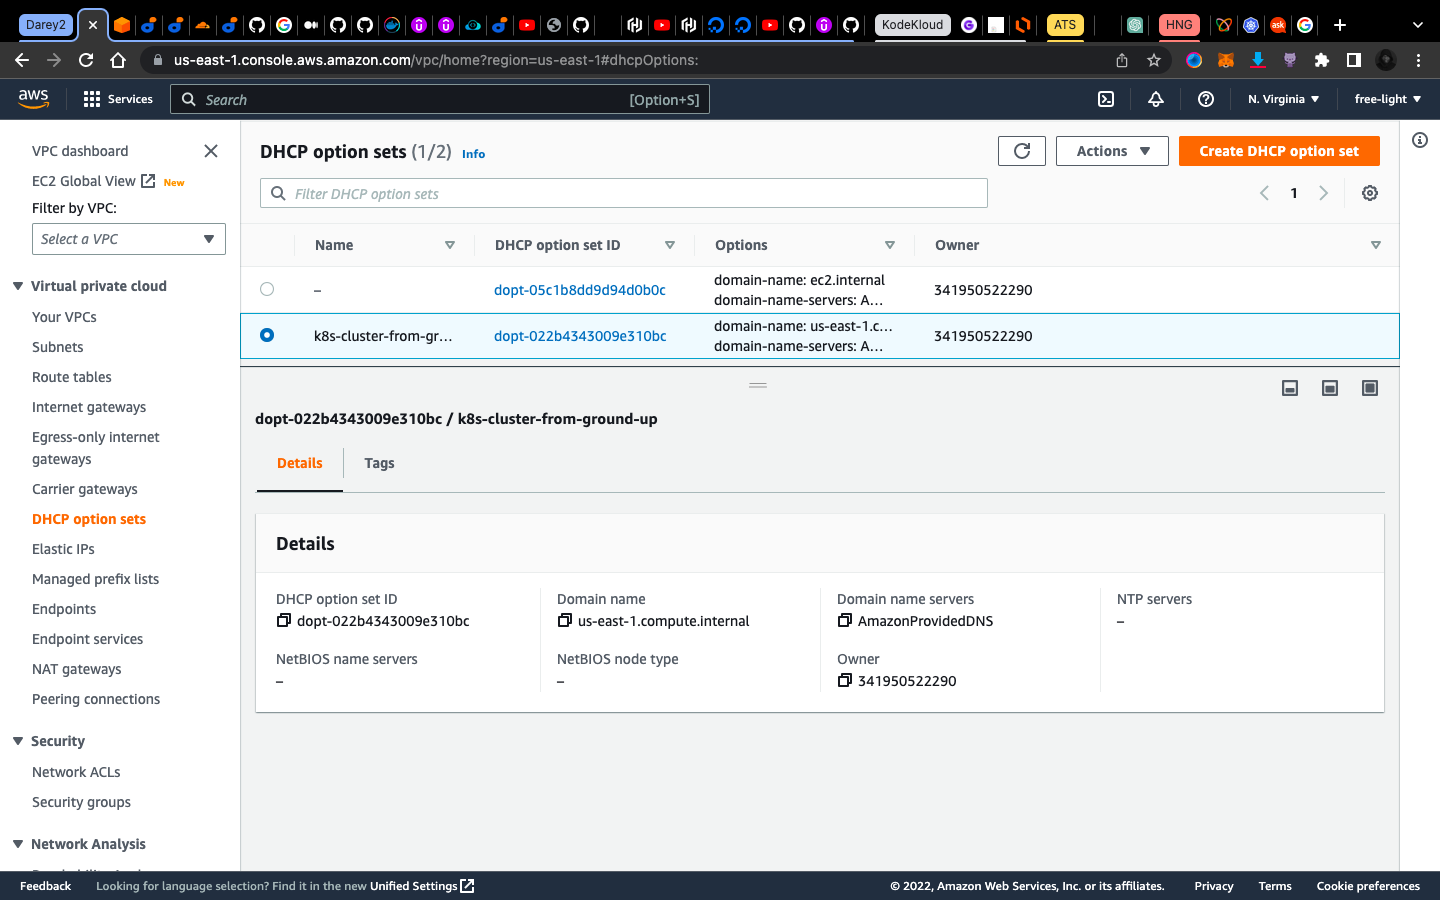 Darey2
KodeKloud
ATS
HNG
us-east-1.console.aws.amazon.com/vpc/home?region=us-east-1#dhcpOptions:
aws
Services
Search
[Option+S]
N. Virginia
free-light
VPC dashboard
EC2 Global View New
Filter by VPC:
Select a VPC
Virtual private cloud
Your VPCs
Subnets
Route tables
Internet gateways
Egress-only internet
gateways
Carrier gateways
DHCP option sets
Elastic IPs
Managed prefix lists
Endpoints
Endpoint services
NAT gateways
Peering connections
Security
Network ACLs
Security groups
Network Analysis
DHCP option sets (1/2) Info
Actions
Create DHCP option set
Filter DHCP option sets
1
Name DHCP option set ID Options Owner
– dopt-05c1b8dd9d94d0b0c domain-name: ec2.internal 341950522290
domain-name-servers: A...
k8s-cluster-from-gr... dopt-022b4343009e310bc domain-name: us-east-1.c... 341950522290
domain-name-servers: A...
dopt-022b4343009e310bc / k8s-cluster-from-ground-up
Details Tags
Details
DHCP option set ID
dopt-022b4343009e310bc
Domain name
us-east-1.compute.internal
Domain name servers
AmazonProvidedDNS
NTP servers
–
NetBIOS name servers
–
NetBIOS node type
–
Owner
341950522290
Feedback Looking for language selection? Find it in the new Unified Settings
© 2022, Amazon Web Services, Inc. or its affiliates. Privacy Terms Cookie preferences